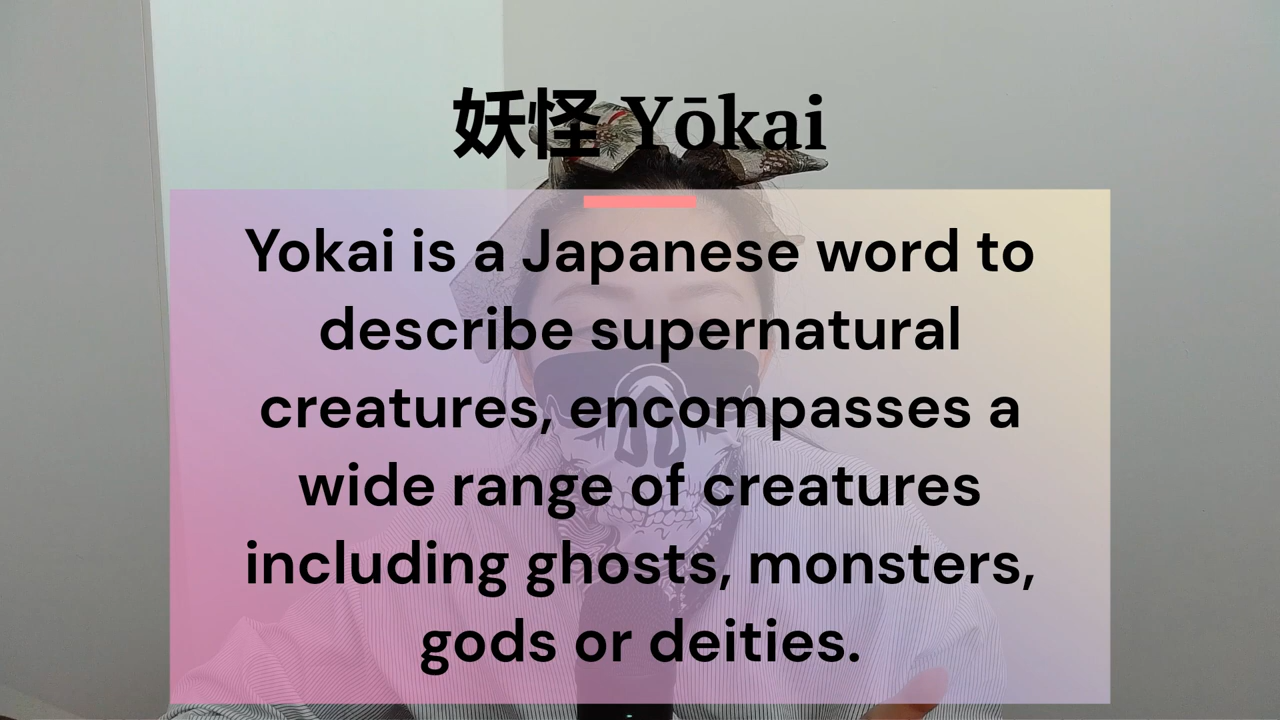 妖怪 Yōkai
Yokai is a Japanese word to
describe supernatural
creatures, encompasses a
wide range of creatures
including ghosts, monsters,
gods or deities.